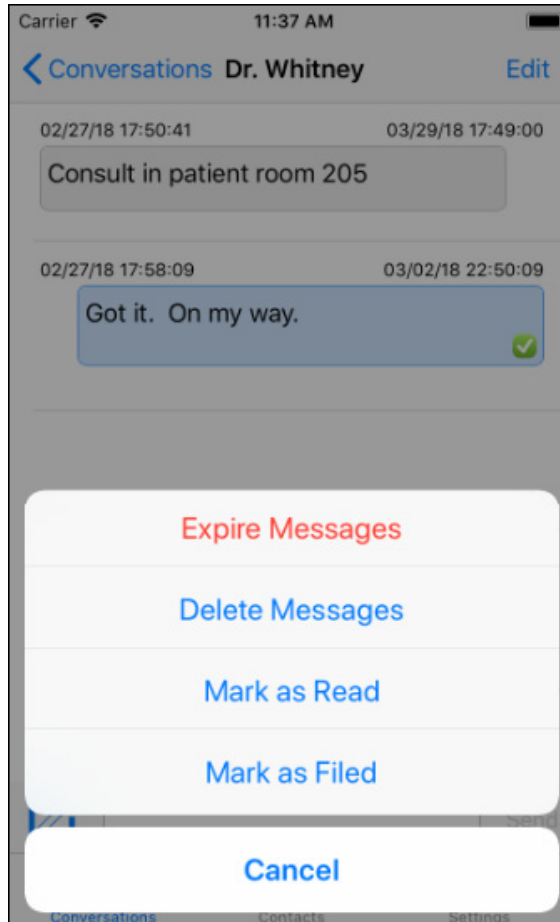 Carrier 11:37 AM
Conversations Dr. Whitney Edit
02/27/18 17:50:41 03/29/18 17:49:00
Consult in patient room 205
02/27/18 17:58:09 03/02/18 22:50:09
Got it. On my way.
Expire Messages
Delete Messages
Mark as Read
Mark as Filed
Send
Cancel
Conversations Contacts Settings